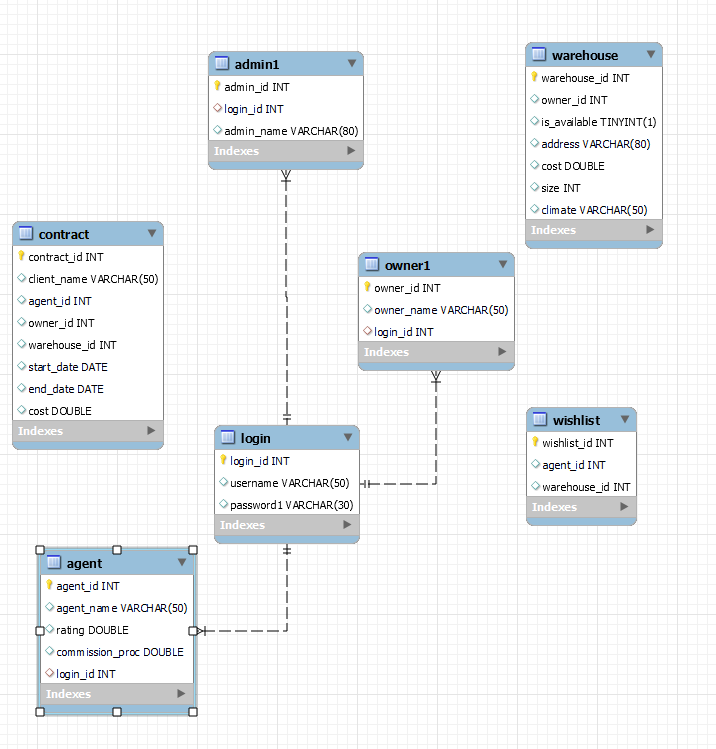 admin1
admin_id INT
login_id INT
admin_name VARCHAR(80)
Indexes
warehouse
warehouse_id INT
owner_id INT
is_available TINYINT(1)
address VARCHAR(80)
cost DOUBLE
size INT
climate VARCHAR(50)
Indexes
contract
contract_id INT
client_name VARCHAR(50)
agent_id INT
owner_id INT
warehouse_id INT
start_date DATE
end_date DATE
cost DOUBLE
Indexes
owner1
owner_id INT
owner_name VARCHAR(50)
login_id INT
Indexes
login
login_id INT
username VARCHAR(50)
password1 VARCHAR(30)
Indexes
wishlist
wishlist_id INT
agent_id INT
warehouse_id INT
Indexes
agent
agent_id INT
agent_name VARCHAR(50)
rating DOUBLE
commission_proc DOUBLE
login_id INT
Indexes